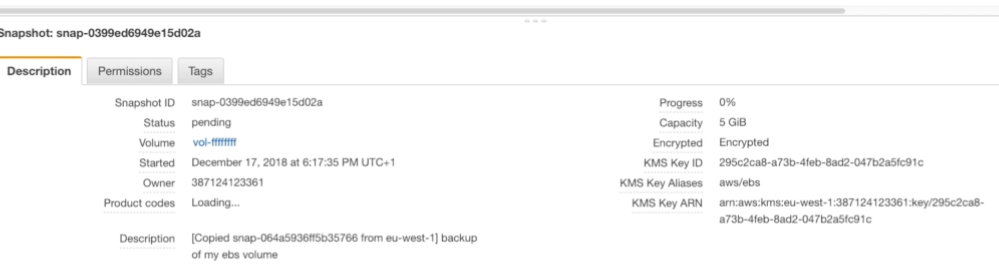 Snapshot: snap-0399ed6949e15d02a
Description Permissions Tags
Snapshot ID snap-0399ed6949e15d02a
Status pending
Volume vol-ffffffff
Started December 17, 2018 at 6:17:35 PM UTC+1
Owner 387124123361
Product codes Loading...
Description [Copied snap-064a5936ff5b35766 from eu-west-1] backup
of my ebs volume
Progress 0%
Capacity 5 GiB
Encrypted Encrypted
KMS Key ID 295c2ca8-a73b-4feb-8ad2-047b2a5fc91c
KMS Key Aliases aws/ebs
KMS Key ARN arn:aws:kms:eu-west-1:387124123361:key/295c2ca8-
a73b-4feb-8ad2-047b2a5fc91c